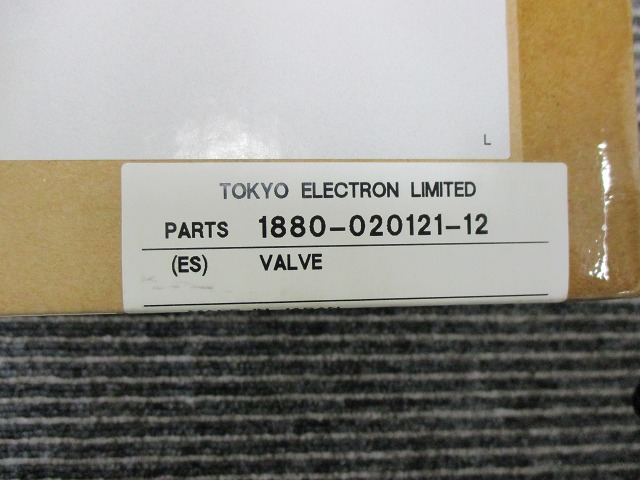 L
TOKYO ELECTRON LIMITED
PARTS 1880-020121-12
(ES) VALVE